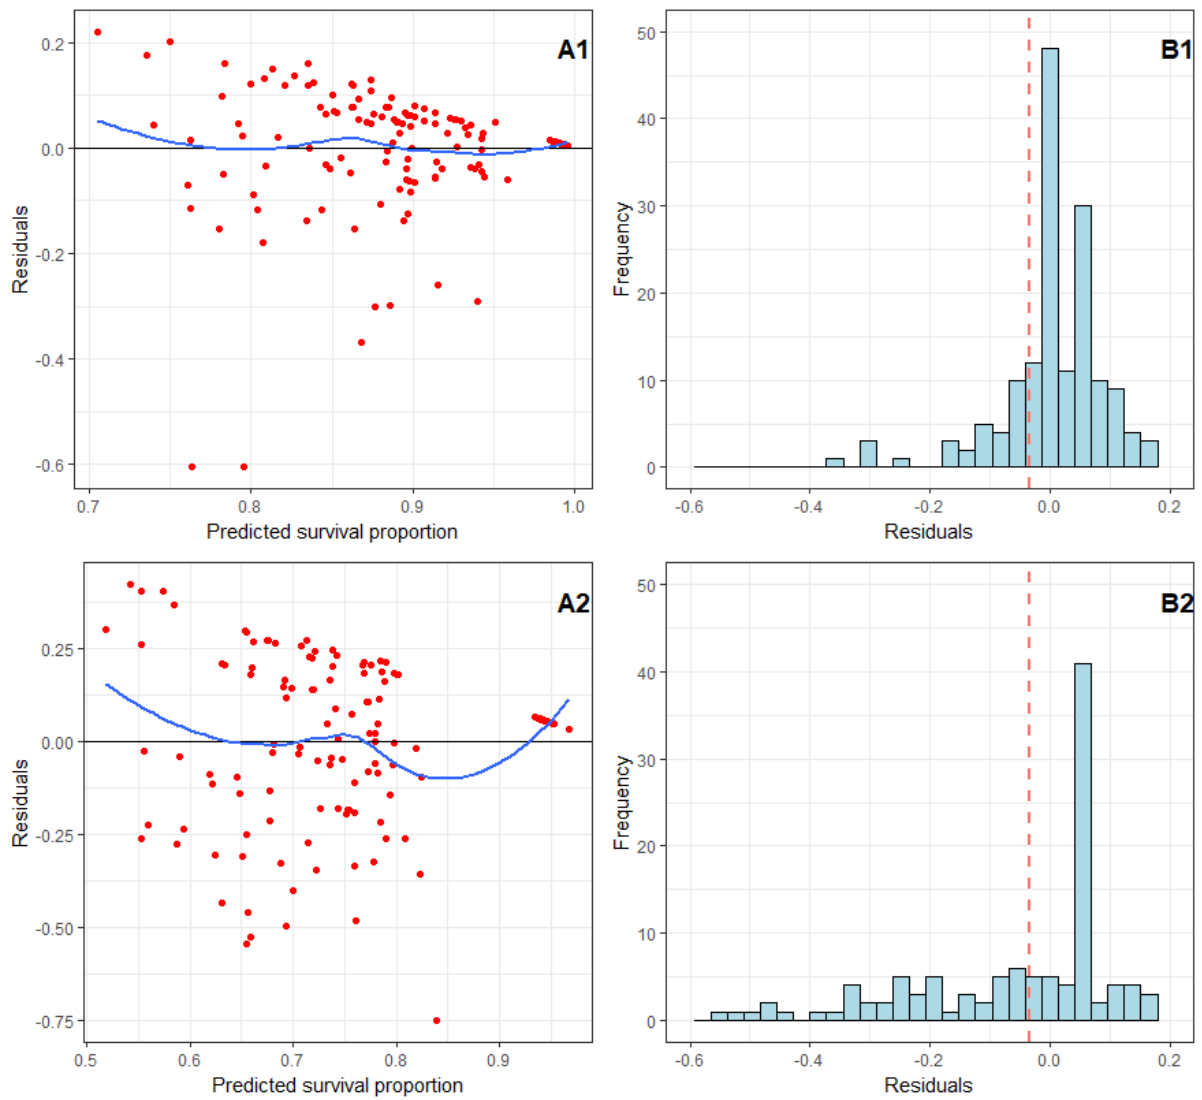 A1
0.2
0.0
-0.2
-0.4
-0.6
Residuals
0.7 0.8 0.9 1.0
Predicted survival proportion
B1
50
40
30
20
10
0
Frequency
-0.6 -0.4 -0.2 0.0 0.2
Residuals
A2
0.25
0.00
-0.25
-0.50
-0.75
Residuals
0.5 0.6 0.7 0.8 0.9
Predicted survival proportion
B2
50
40
30
20
10
0
Frequency
-0.6 -0.4 -0.2 0.0 0.2
Residuals